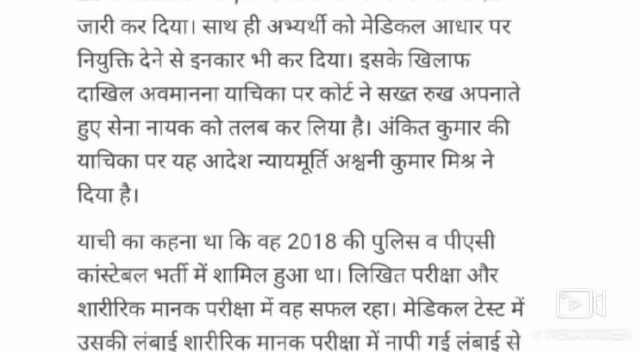 जारी कर दिया। साथ ही अभ्यर्थी को मेडिकल आधार पर
नियुक्ति देने से इनकार भी कर दिया। इसके खिलाफ
दाखिल अवमानना याचिका पर कोर्ट ने सख्त रुख अपनाते
हुए सेना नायक को तलब कर लिया है। अंकित कुमार की
याचिका पर यह आदेश न्यायमूर्ति अश्वनी कुमार मिश्र ने
दिया है।
याची का कहना था कि वह 2018 की पुलिस व पीएसी
कांस्टेबल भर्ती में शामिल हुआ था। लिखित परीक्षा और
शारीरिक मानक परीक्षा में वह सफल रहा। मेडिकल टेस्ट में
उसकी लंबाई शारीरिक मानक परीक्षा में नापी गई लंबाई से